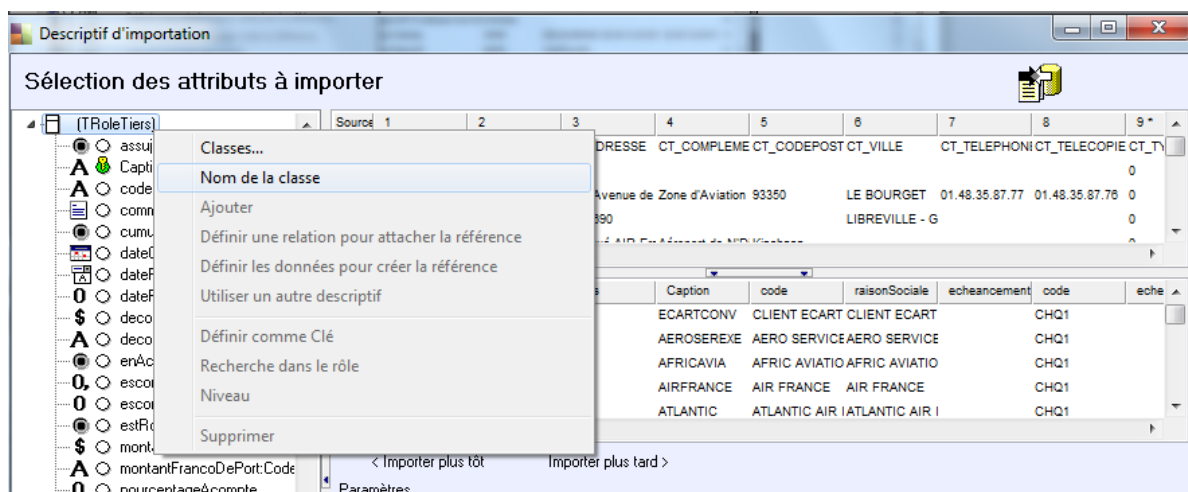 Descriptif d'importation
Sélection des attributs à importer
(TRoleTiers)
assuj
Capti
code
comn
cumu
dateD
dateF
dateF
deco
deco
enAc
escor
escor
estRo
mont
montantFrancoDePort:Code
pourcentageAcompte
Classes...
Nom de la classe
Ajouter
Définir une relation pour attacher la référence
Définir les données pour créer la référence
Utiliser un autre descriptif
Définir comme Clé
Recherche dans le rôle
Niveau
Supprimer
Source 1 2 3 4 5 6 7 8 9 *
DRESSE CT_COMPLEME CT_CODEPOST CT_VILLE CT_TELEPHONI CT_TELECOPIE CT_TY
0
Avenue de Zone d'Aviation 93350 LE BOURGET 01.48.35.87.77 01.48.35.87.76 0
390 LIBREVILLE - G 0
s Caption code raisonSociale echeancement code eche
ECARTCONV CLIENT ECART CLIENT ECART CHQ1
AEROSEREXE AERO SERVICE AERO SERVICE CHQ1
AFRICAVIA AFRIC AVIATIO AFRIC AVIATIO CHQ1
AIRFRANCE AIR FRANCE AIR FRANCE CHQ1
ATLANTIC ATLANTIC AIR I ATLANTIC AIR I CHQ1
< Importer plus tôt Importer plus tard >
Paramètres